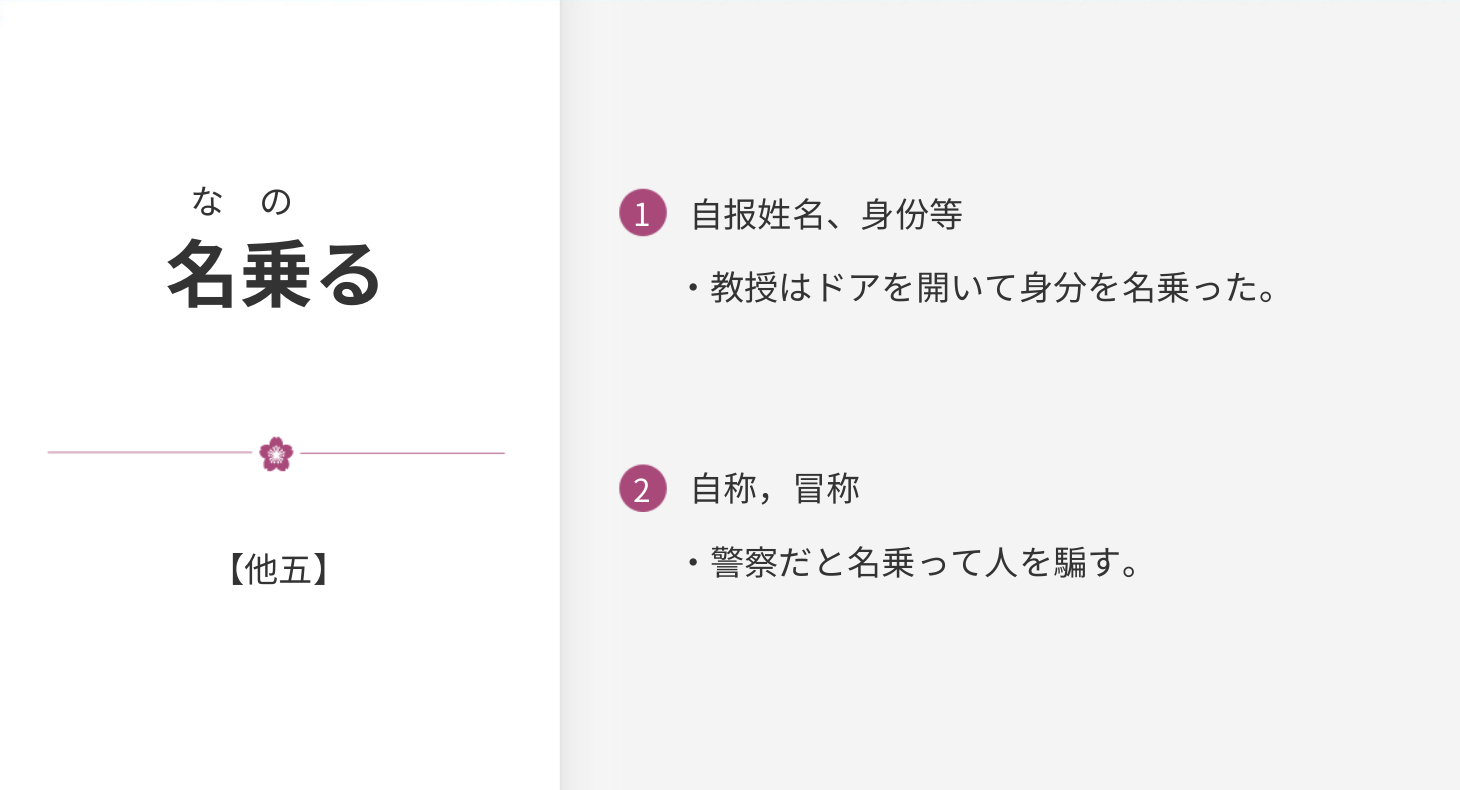 な の
名乗る
【他五】
1 自报姓名、身份等
・教授はドアを開いて身分を名乗った。
2 自称，冒称
・警察だと名乗って人を騙す。